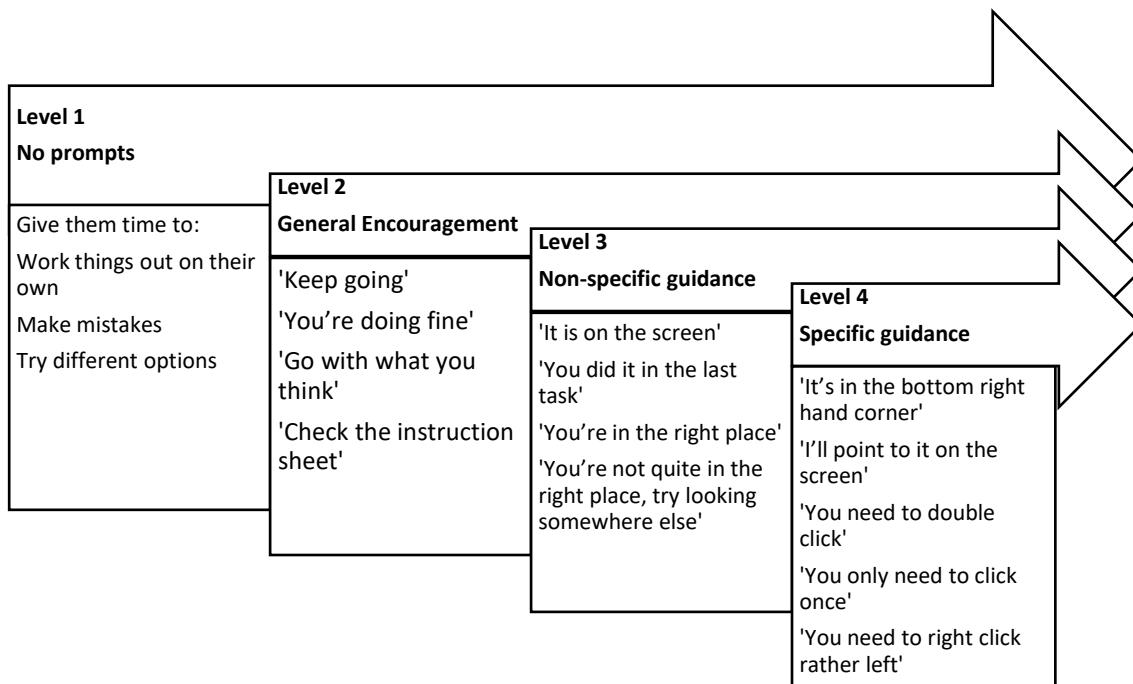 Level 1
No prompts
Give them time to:
Work things out on their
own
Make mistakes
Try different options
Level 2
General Encouragement
'Keep going'
'You’re doing fine'
'Go with what you
think'
'Check the instruction
sheet'
Level 3
Non-specific guidance
'It is on the screen'
'You did it in the last
task'
'You’re in the right place'
'You’re not quite in the
right place, try looking
somewhere else'
Level 4
Specific guidance
'It’s in the bottom right
hand corner'
'I’ll point to it on the
screen'
'You need to double
click'
'You only need to click
once'
'You need to right click
rather left'